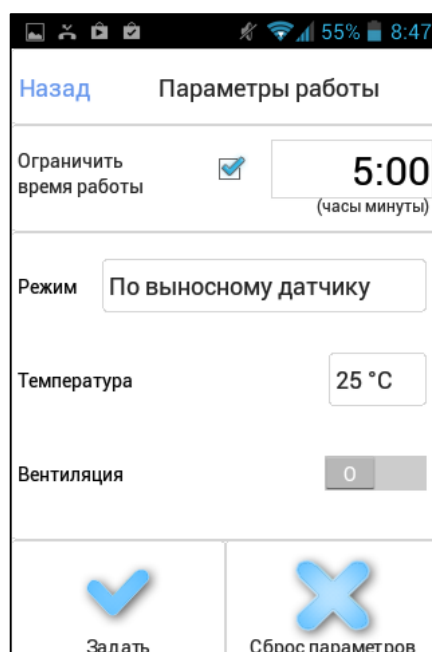 55% 8:47
Назад Параметры работы
Ограничить
время работы
5:00
(часы минуты)
Режим По выносному датчику
Температура 25 °C
Вентиляция 0
Задать Сброс параметров